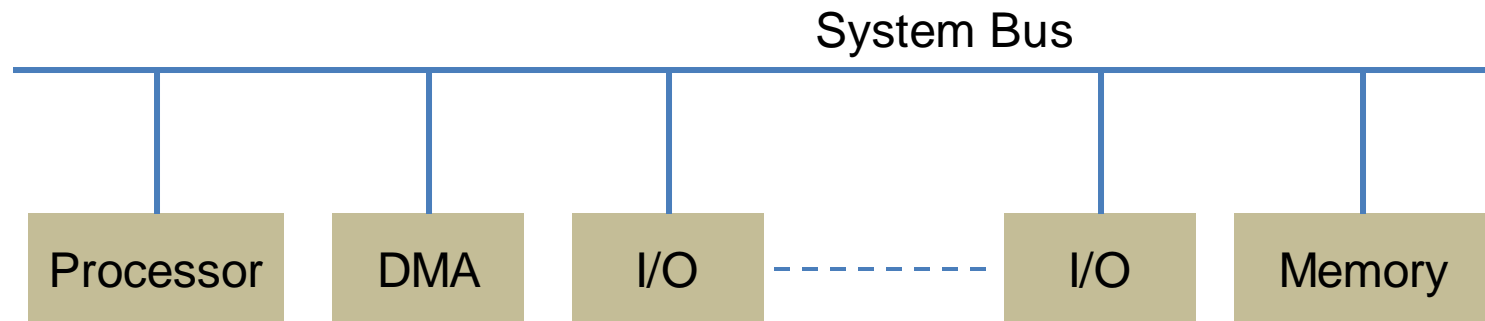 System Bus
Processor
DMA
I/O
I/O
Memory